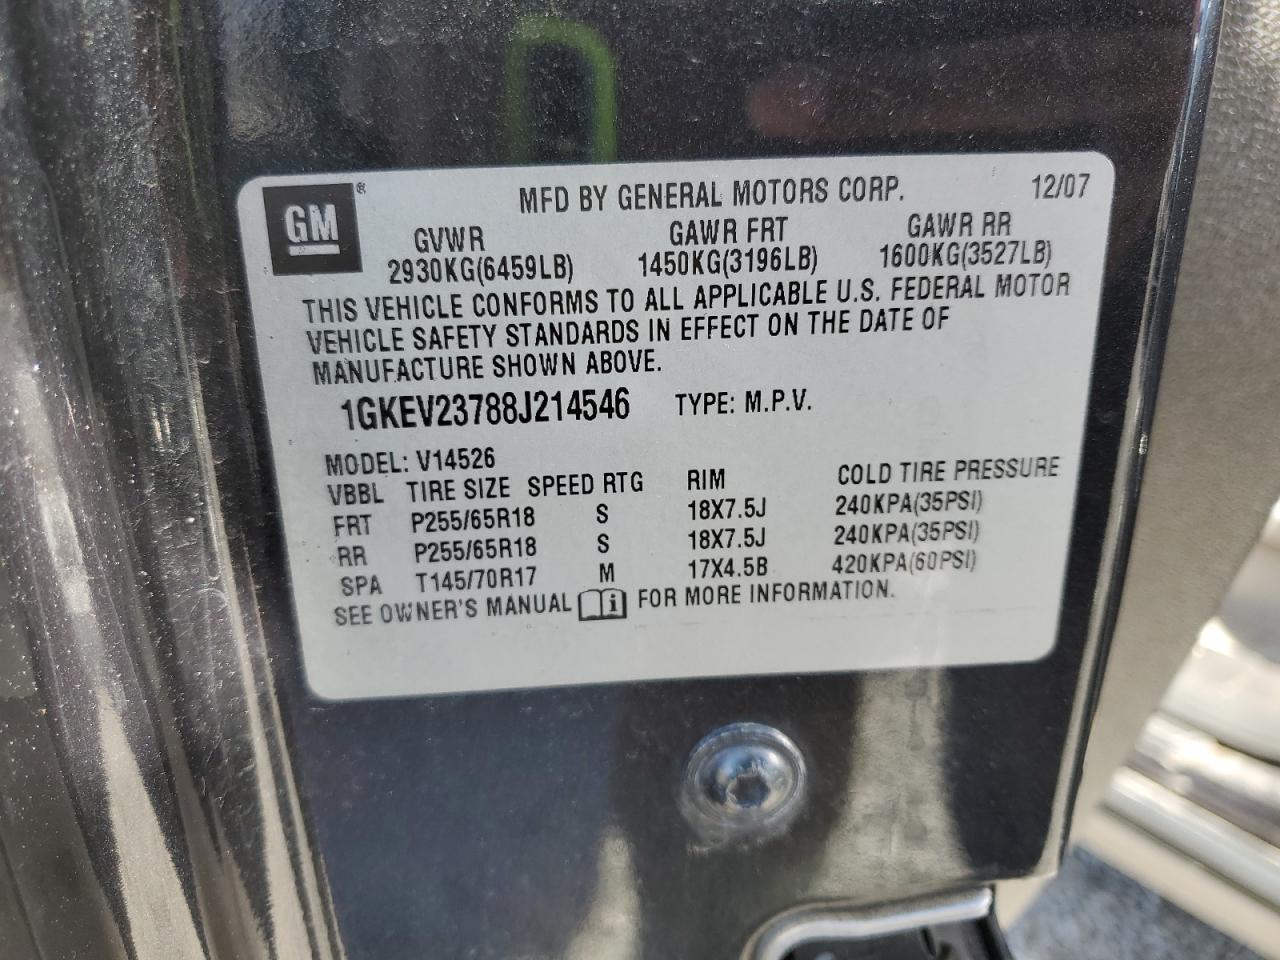 GM ® MFD BY GENERAL MOTORS CORP. 12/07
GVWR GAWR FRT GAWR RR
2930KG(6459LB) 1450KG(3196LB) 1600KG(3527LB)
THIS VEHICLE CONFORMS TO ALL APPLICABLE U.S. FEDERAL MOTOR
VEHICLE SAFETY STANDARDS IN EFFECT ON THE DATE OF
MANUFACTURE SHOWN ABOVE.
1GKEV23788J214546 TYPE: M.P.V.
MODEL: V14526
VBBL TIRE SIZE SPEED RTG RIM COLD TIRE PRESSURE
FRT P255/65R18 S 18X7.5J 240KPA(35PSI)
RR P255/65R18 S 18X7.5J 240KPA(35PSI)
SPA T145/70R17 M 17X4.5B 420KPA(60PSI)
SEE OWNER'S MANUAL i FOR MORE INFORMATION.